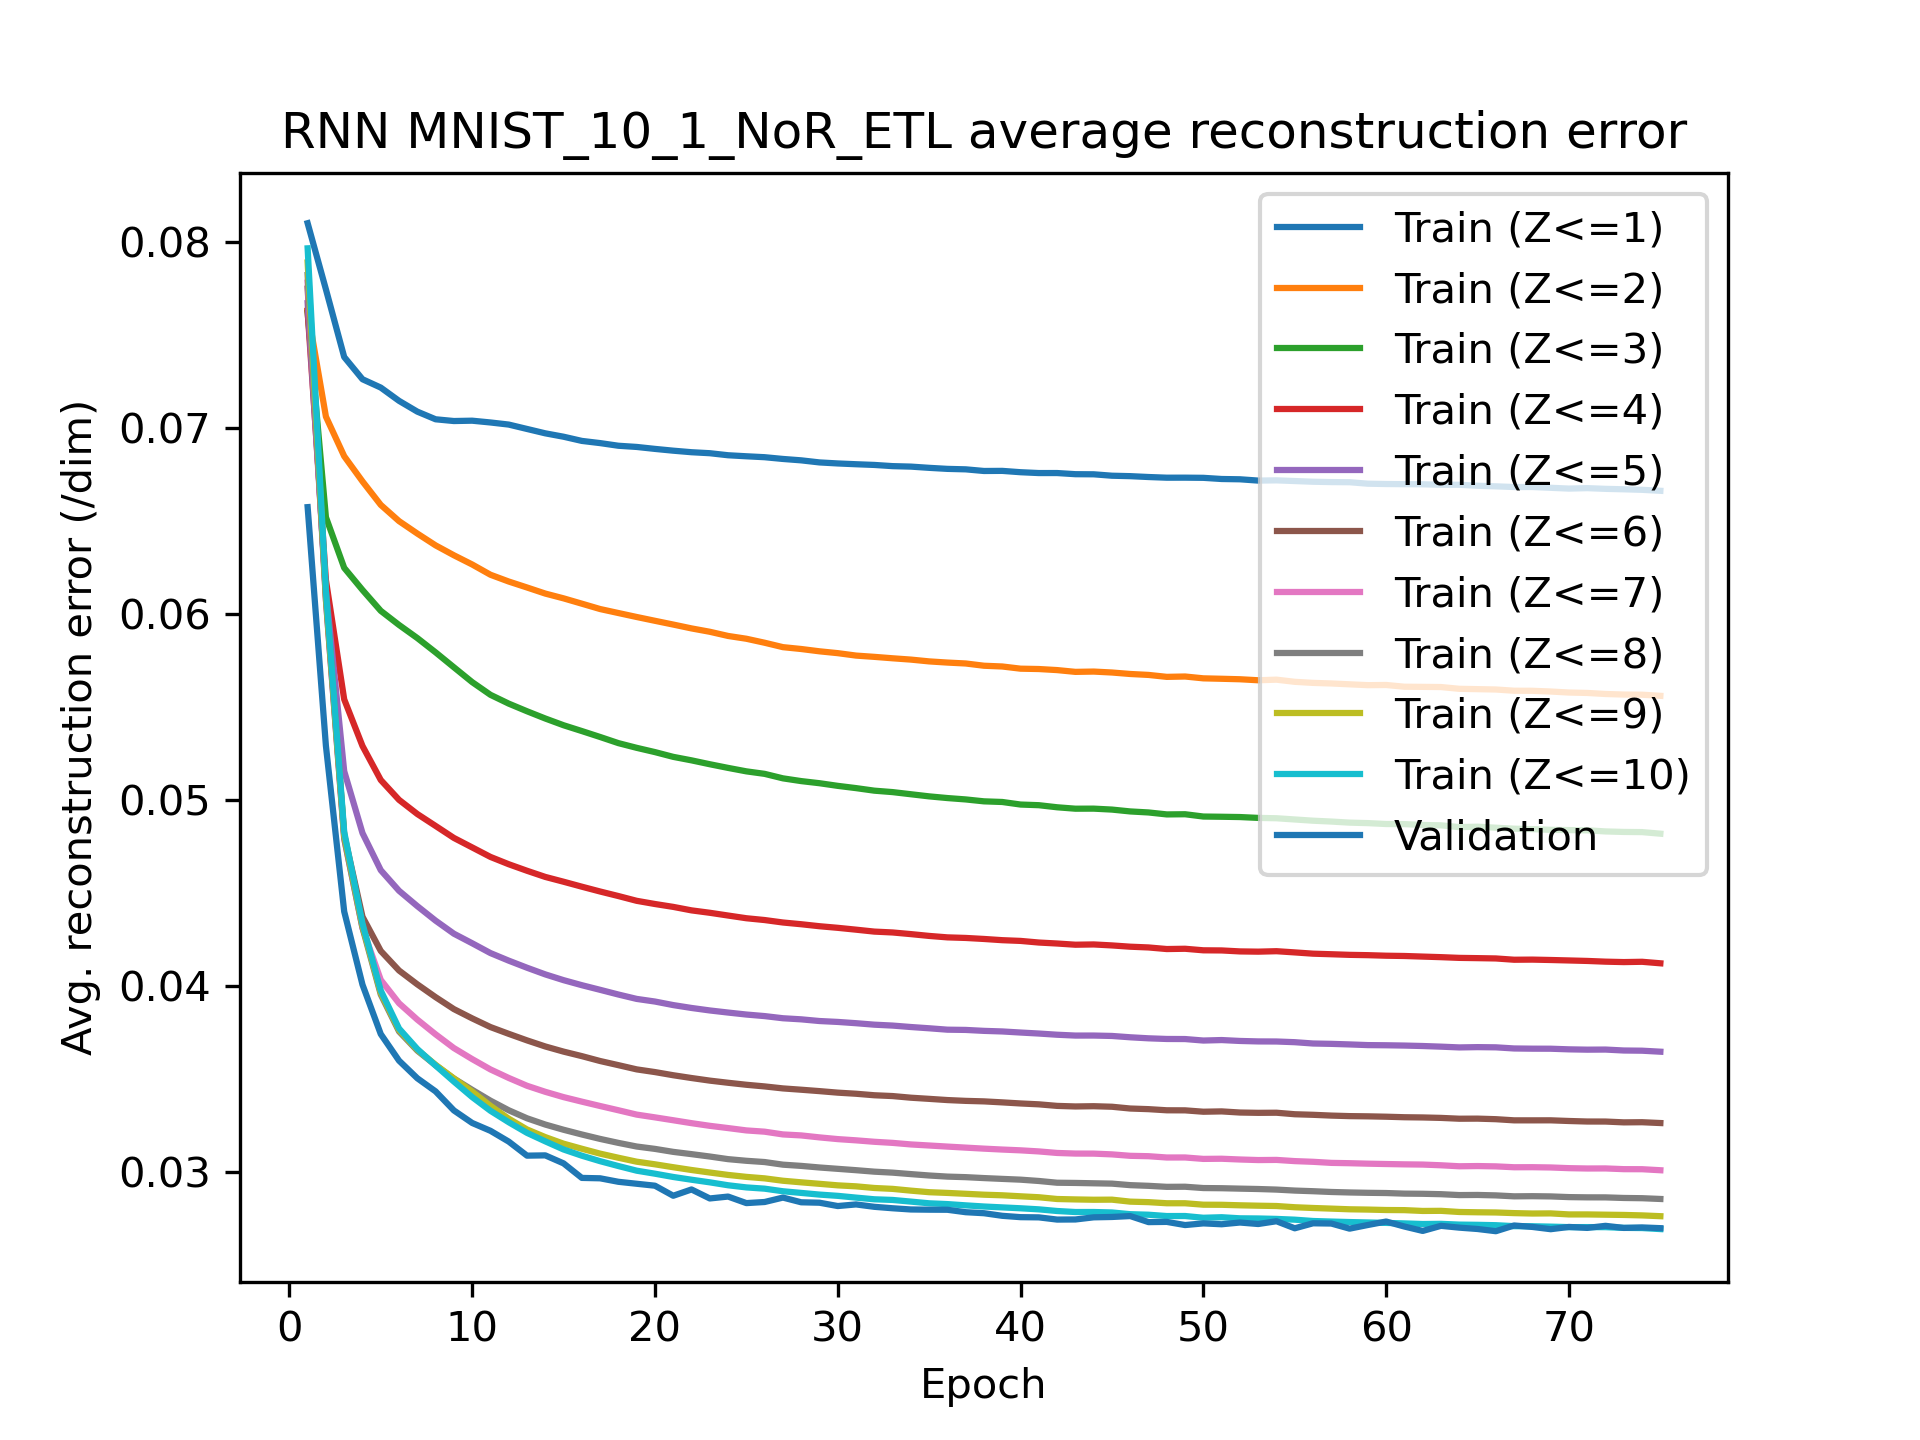 RNN MNIST_10_1_NoR_ETL average reconstruction error
Avg. reconstruction error (/dim)
0.08
0.07
0.06
0.05
0.04
0.03
Train (Z<=1)
Train (Z<=2)
Train (Z<=3)
Train (Z<=4)
Train (Z<=5)
Train (Z<=6)
Train (Z<=7)
Train (Z<=8)
Train (Z<=9)
Train (Z<=10)
Validation
0 10 20 30 40 50 60 70
Epoch